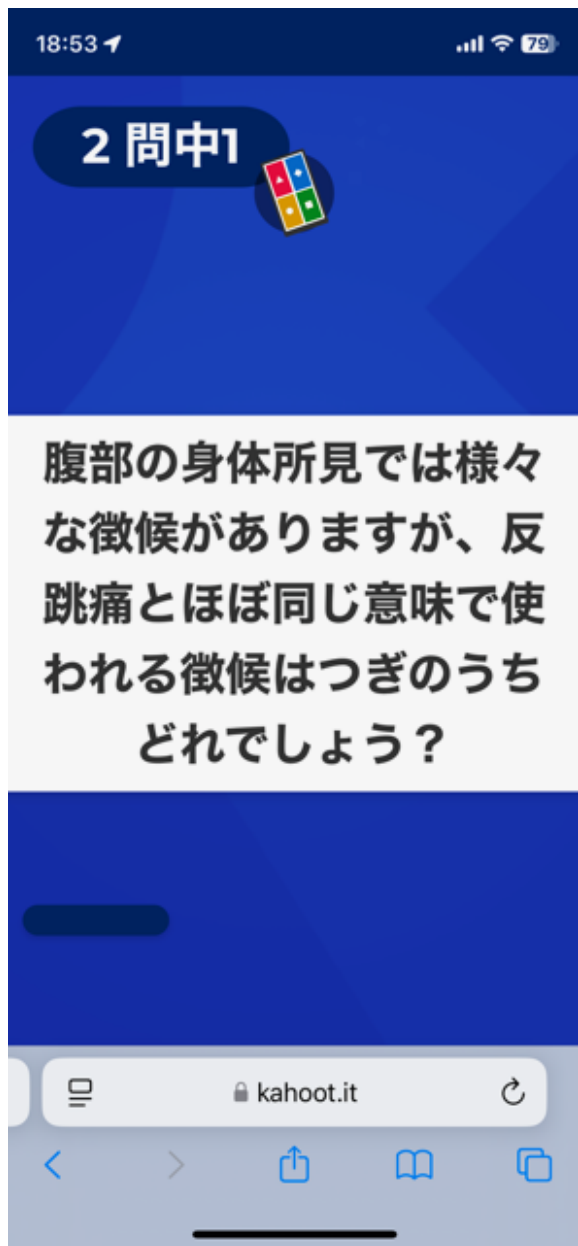 18:53
79
2 問中1
腹部の身体所見では様々
な徴候がありますが、反
跳痛とほぼ同じ意味で使
われる徴候はつぎのうち
どれでしょう？
kahoot.it